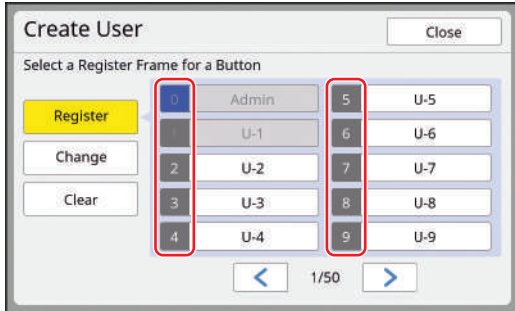 Create User
Close
Select a Register Frame for a Button
Register
Change
Clear
0 Admin 5 U-5
1 U-1 6 U-6
2 U-2 7 U-7
3 U-3 8 U-8
4 U-4 9 U-9
1/50